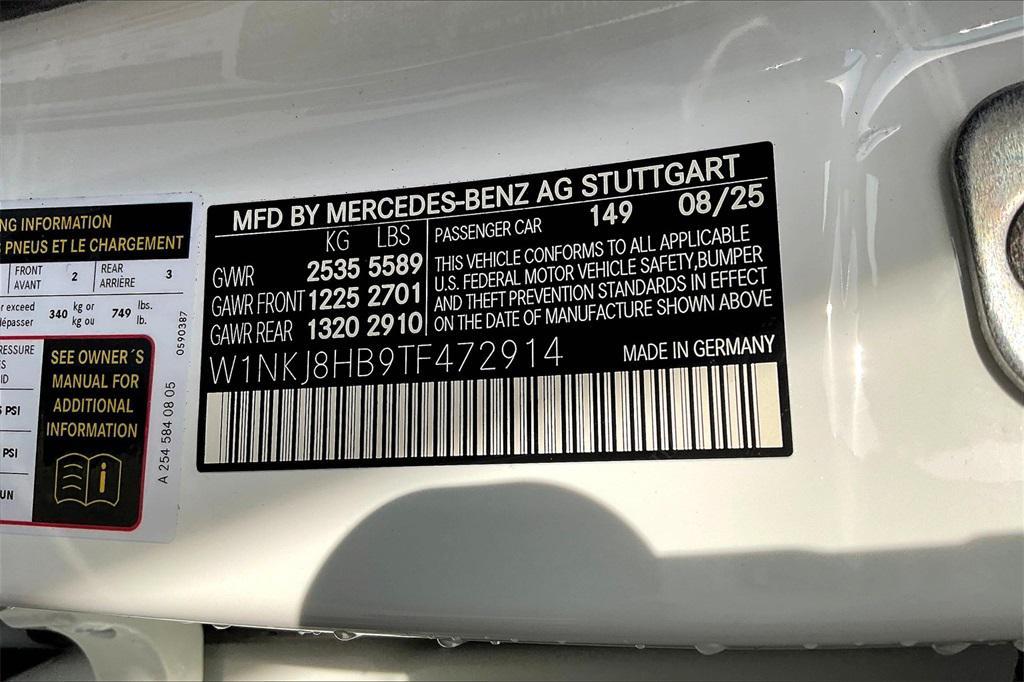 NG INFORMATION
PNEUS ET LE CHARGEMENT
FRONT
AVANT
2
REAR
ARRIÈRE
3
r exceed
dépasser
340
kg or
kg ou
749
lbs.
lb.
0590387
RESSURE
ID
PSI
PSI
UN
SEE OWNER´S
MANUAL FOR
ADDITIONAL
INFORMATION
i
A 254 584 08 05
MFD BY MERCEDES-BENZ AG STUTTGART
KG LBS
GVWR 2535 5589
GAWR FRONT 1225 2701
GAWR REAR 1320 2910
PASSENGER CAR 149 08/25
THIS VEHICLE CONFORMS TO ALL APPLICABLE
U.S. FEDERAL MOTOR VEHICLE SAFETY,BUMPER
AND THEFT PREVENTION STANDARDS IN EFFECT
ON THE DATE OF MANUFACTURE SHOWN ABOVE
W1NKJ8HB9TF472914 MADE IN GERMANY